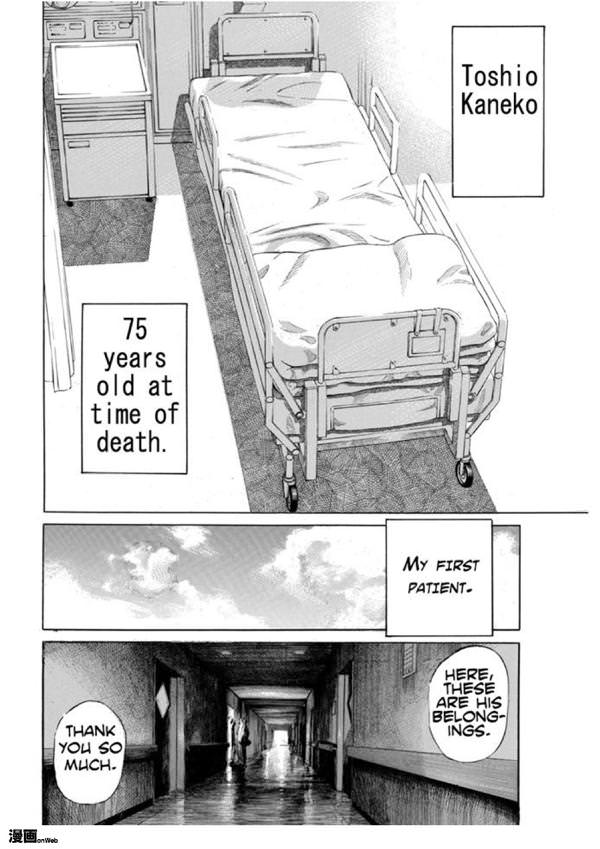 Toshio
Kaneko
75
years
old at
time of
death.
MY FIRST
PATIENT.
HERE,
THESE
ARE HIS
BELONG-
INGS.
THANK
YOU SO
MUCH.
漫画onWeb